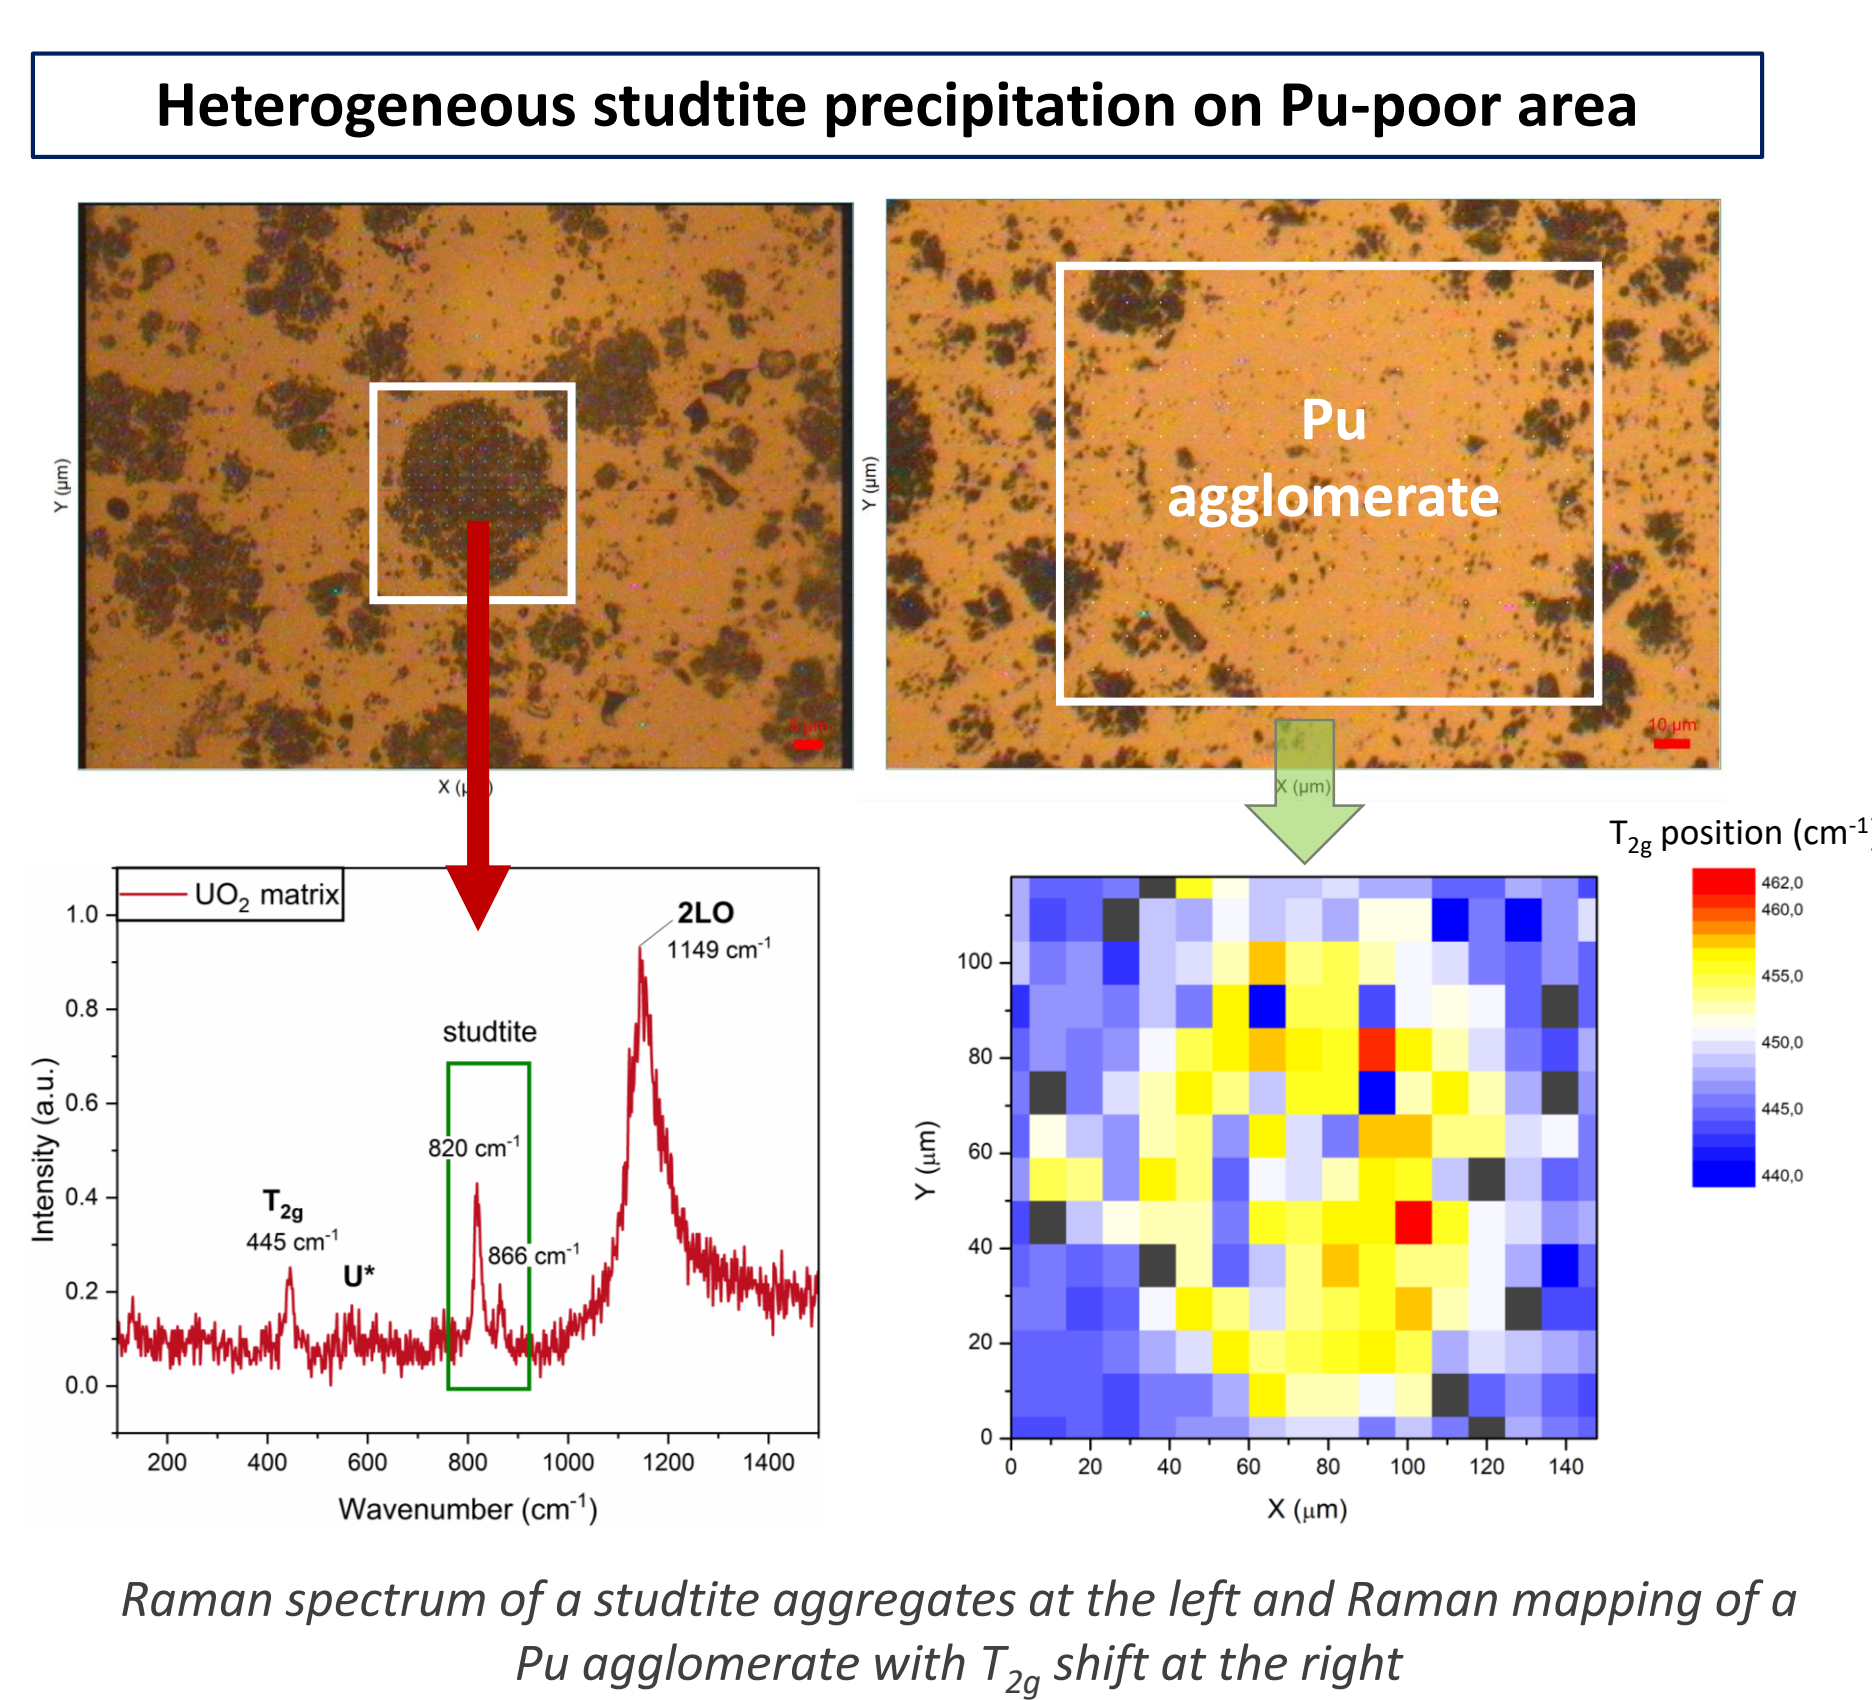 Heterogeneous studtite precipitation on Pu-poor area
Y (µm)
5 µm
Y (µm)
Pu
agglomerate
10 µm
X (µ
)
X (µm)
UO2 matrix
Intensity (a.u.)
1.0
0.8
0.6
0.4
0.2
0.0
2LO
1149 cm-1
studtite
820 cm-1
866 cm-1
T2g
445 cm-1
U*
200 400 600 800 1000 1200 1400
Wavenumber (cm-1)
T2g position (cm-1)
462,0
460,0
455,0
450,0
445,0
440,0
Y (µm)
100
80
60
40
20
0
0 20 40 60 80 100 120 140
X (µm)
Raman spectrum of a studtite aggregates at the left and Raman mapping of a
Pu agglomerate with T2g shift at the right